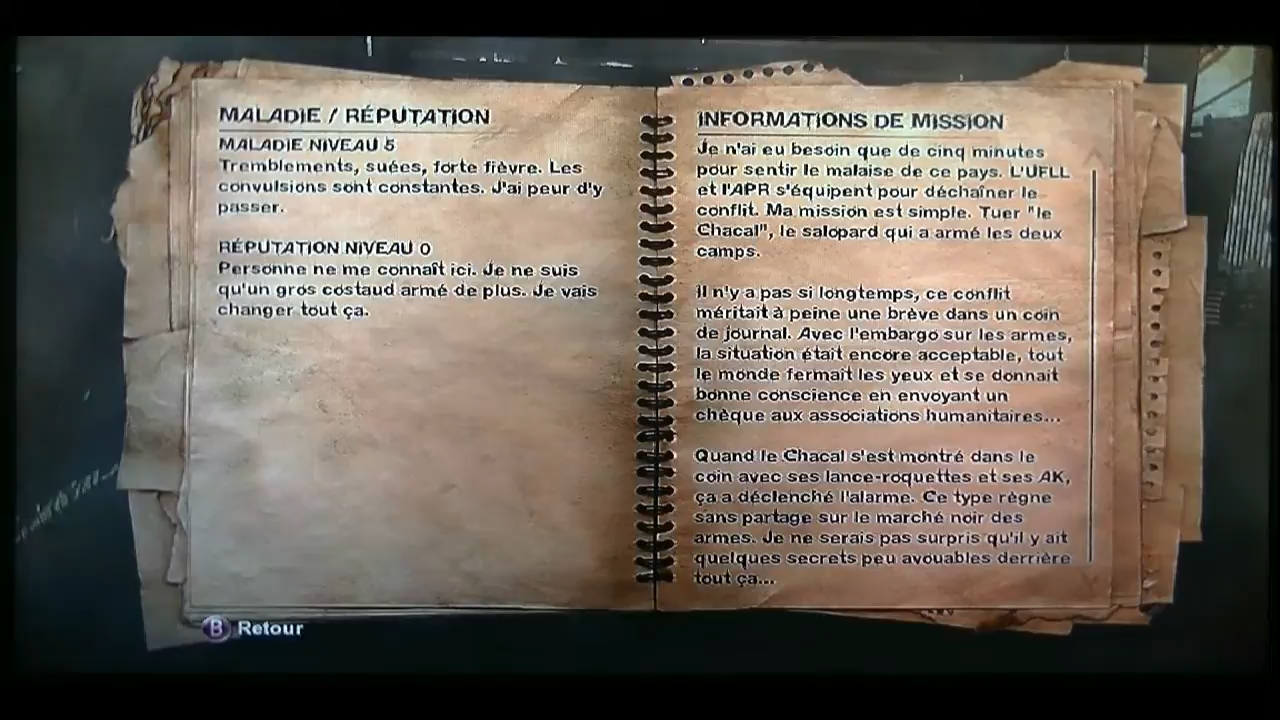 MALADIE / RÉPUTATION
MALADIE NIVEAU 5
Tremblements, suées, forte fièvre. Les
convulsions sont constantes. J'ai peur d'y
passer.
RÉPUTATION NIVEAU 0
Personne ne me connaît ici. Je ne suis
qu'un gros costaud armé de plus. Je vais
changer tout ça.
INFORMATIONS DE MISSION
Je n'ai eu besoin que de cinq minutes
pour sentir le malaise de ce pays. L'UFLL
et l'APR s'équipent pour déchaîner le
conflit. Ma mission est simple. Tuer "le
Chacal", le salopard qui a armé les deux
camps.
Il n'y a pas si longtemps, ce conflit
méritait à peine une brève dans un coin
de journal. Avec l'embargo sur les armes,
la situation était encore acceptable, tout
le monde fermait les yeux et se donnait
bonne conscience en envoyant un
chèque aux associations humanitaires...
Quand le Chacal s'est montré dans le
coin avec ses lance-roquettes et ses AK,
ça a déclenché l'alarme. Ce type règne
sans partage sur le marché noir des
armes. Je ne serais pas surpris qu'il y ait
quelques secrets peu avouables derrière
tout ça...
B Retour